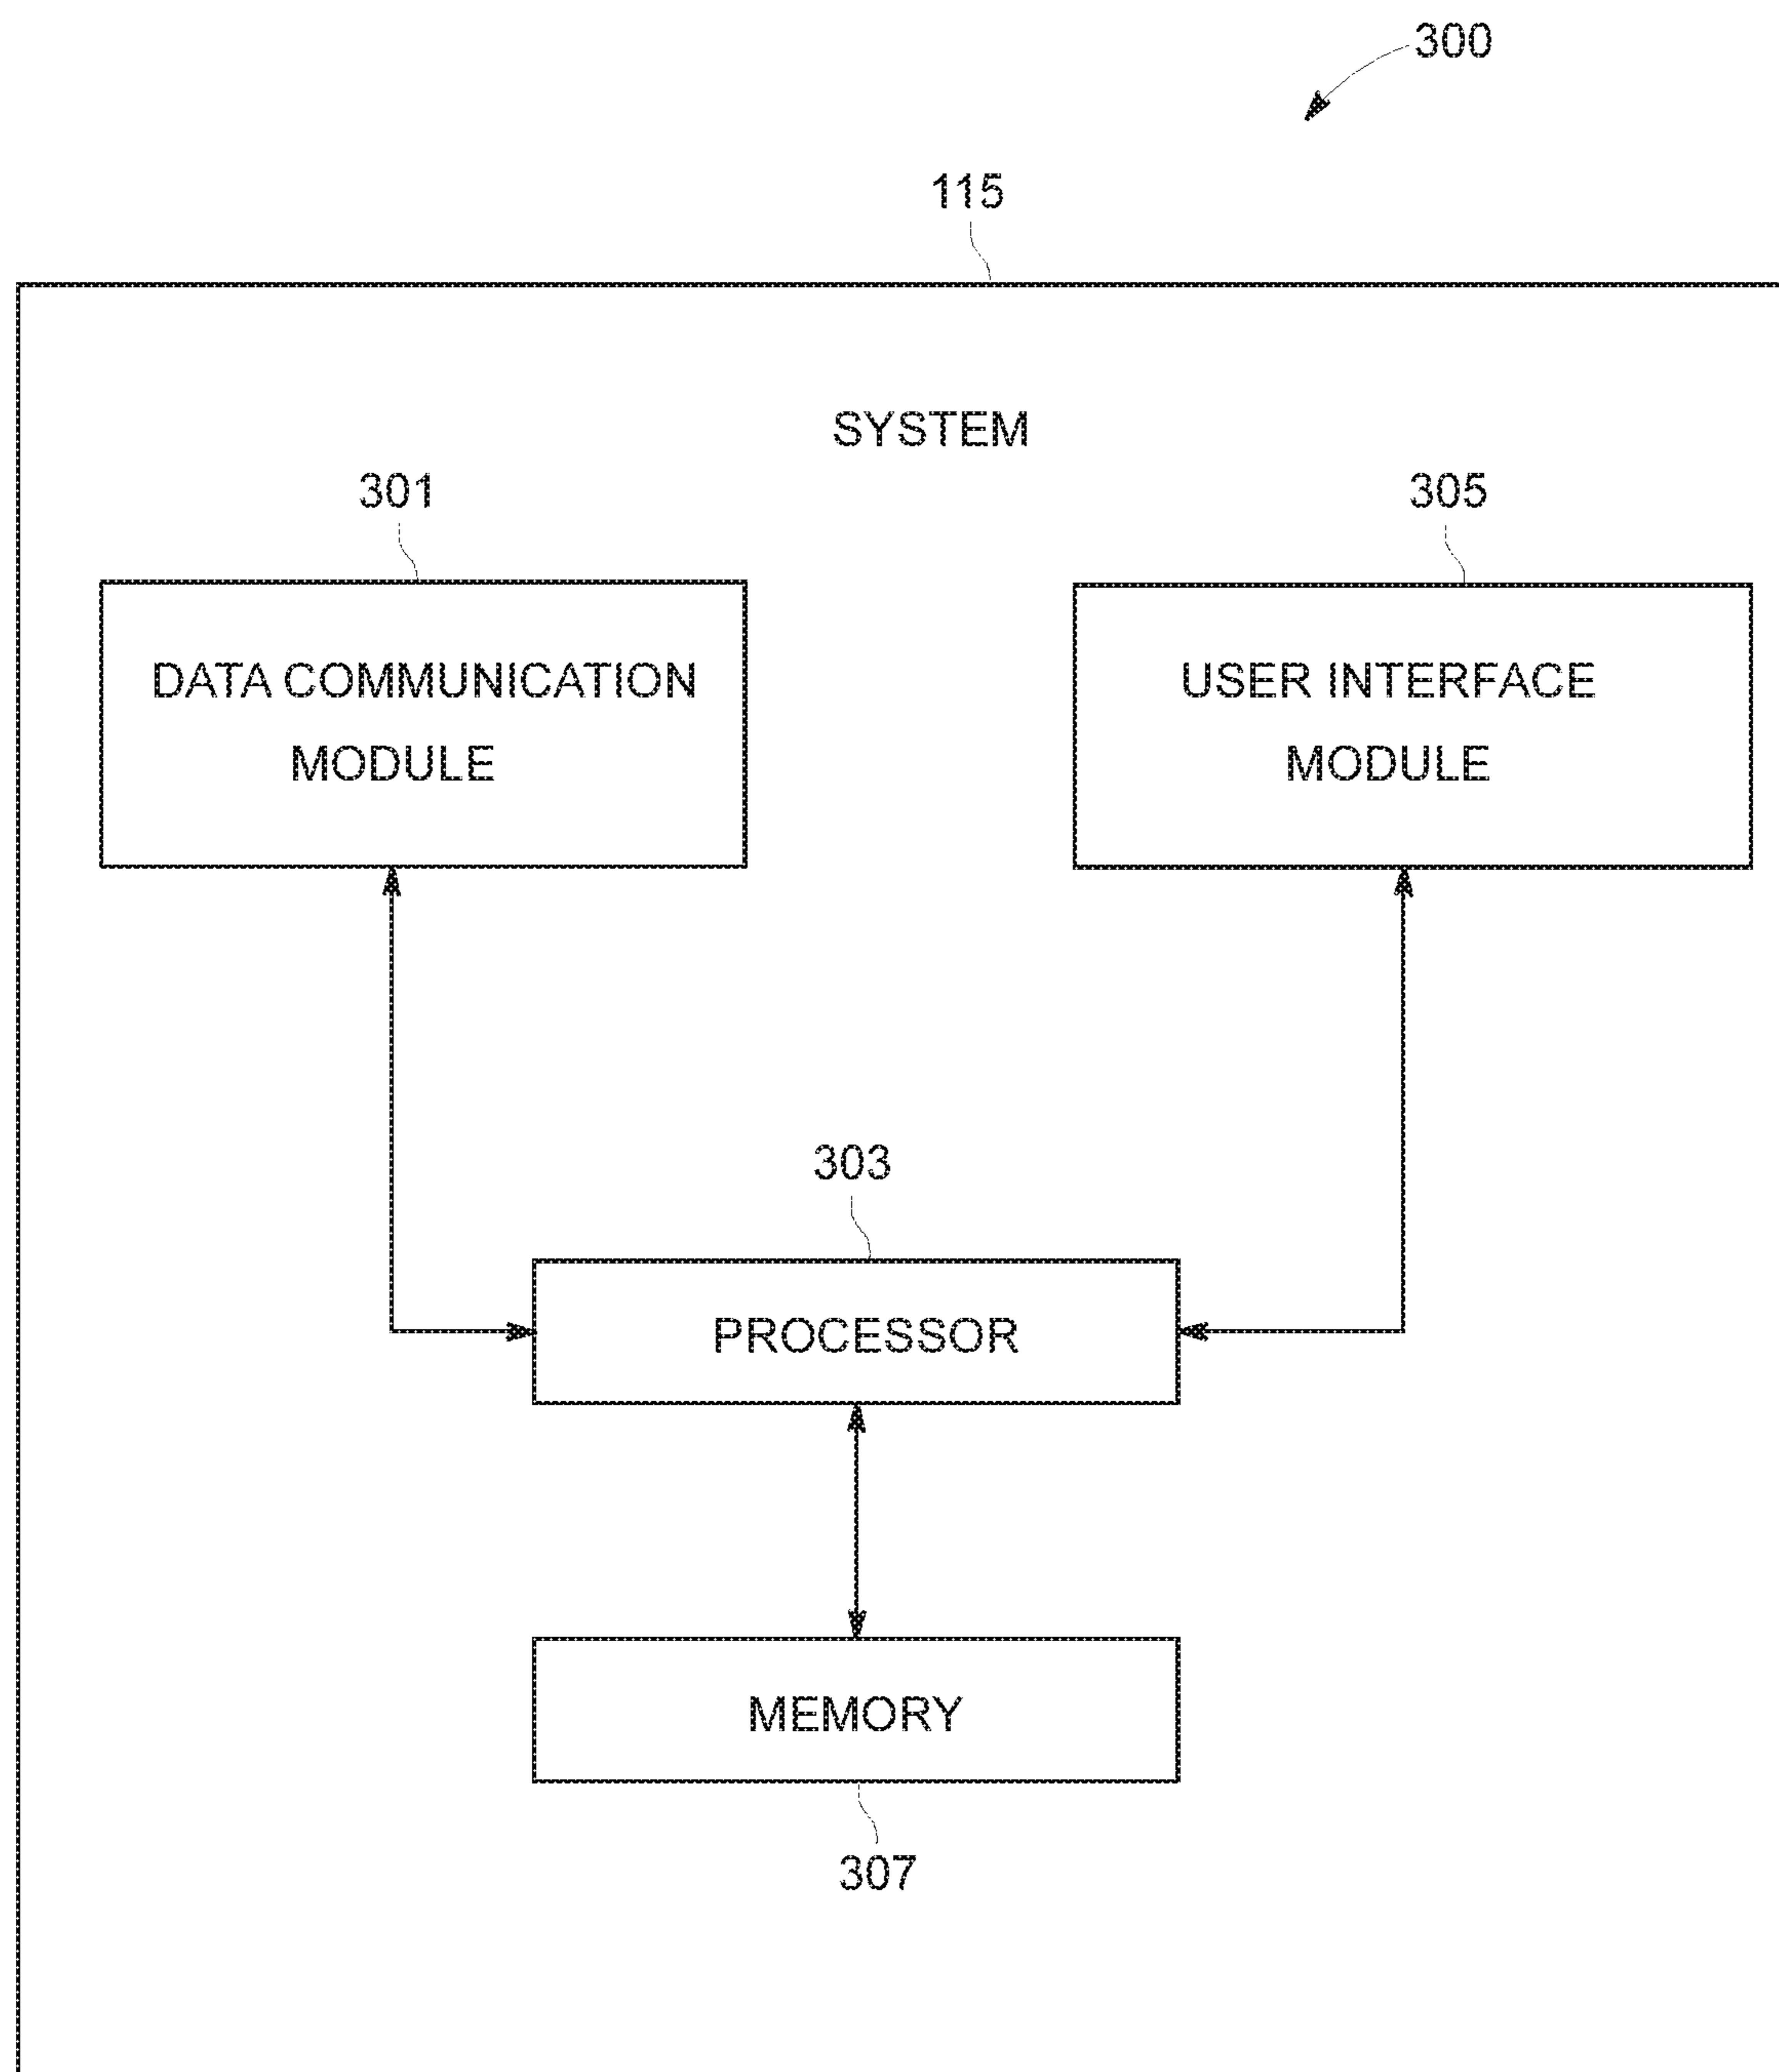 300
115
SYSTEM
301
305
DATA COMMUNICATION
MODULE
USER INTERFACE
MODULE
303
PROCESSOR
MEMORY
307